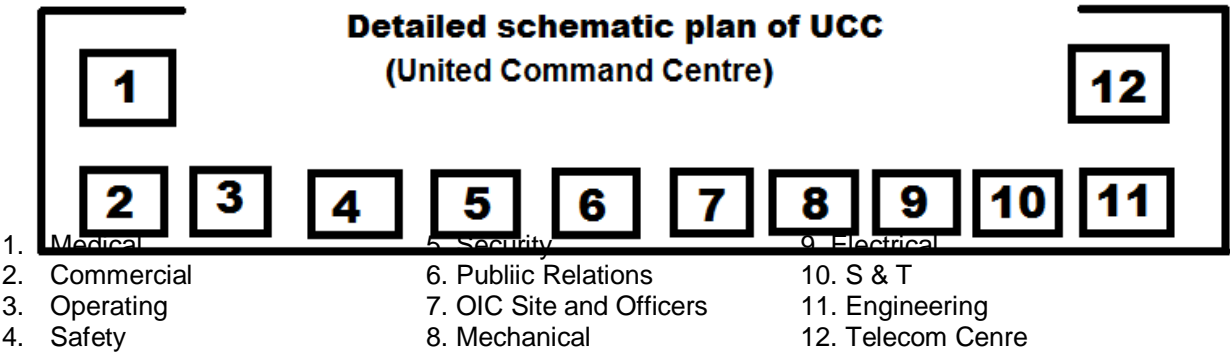 Detailed schematic plan of UCC
(United Command Centre)
1 12
2 3 4 5 6 7 8 9 10 11
1. Medical 5. Security 9. Electrical
2. Commercial 6. Publiic Relations 10. S & T
3. Operating 7. OIC Site and Officers 11. Engineering
4. Safety 8. Mechanical 12. Telecom Cenre